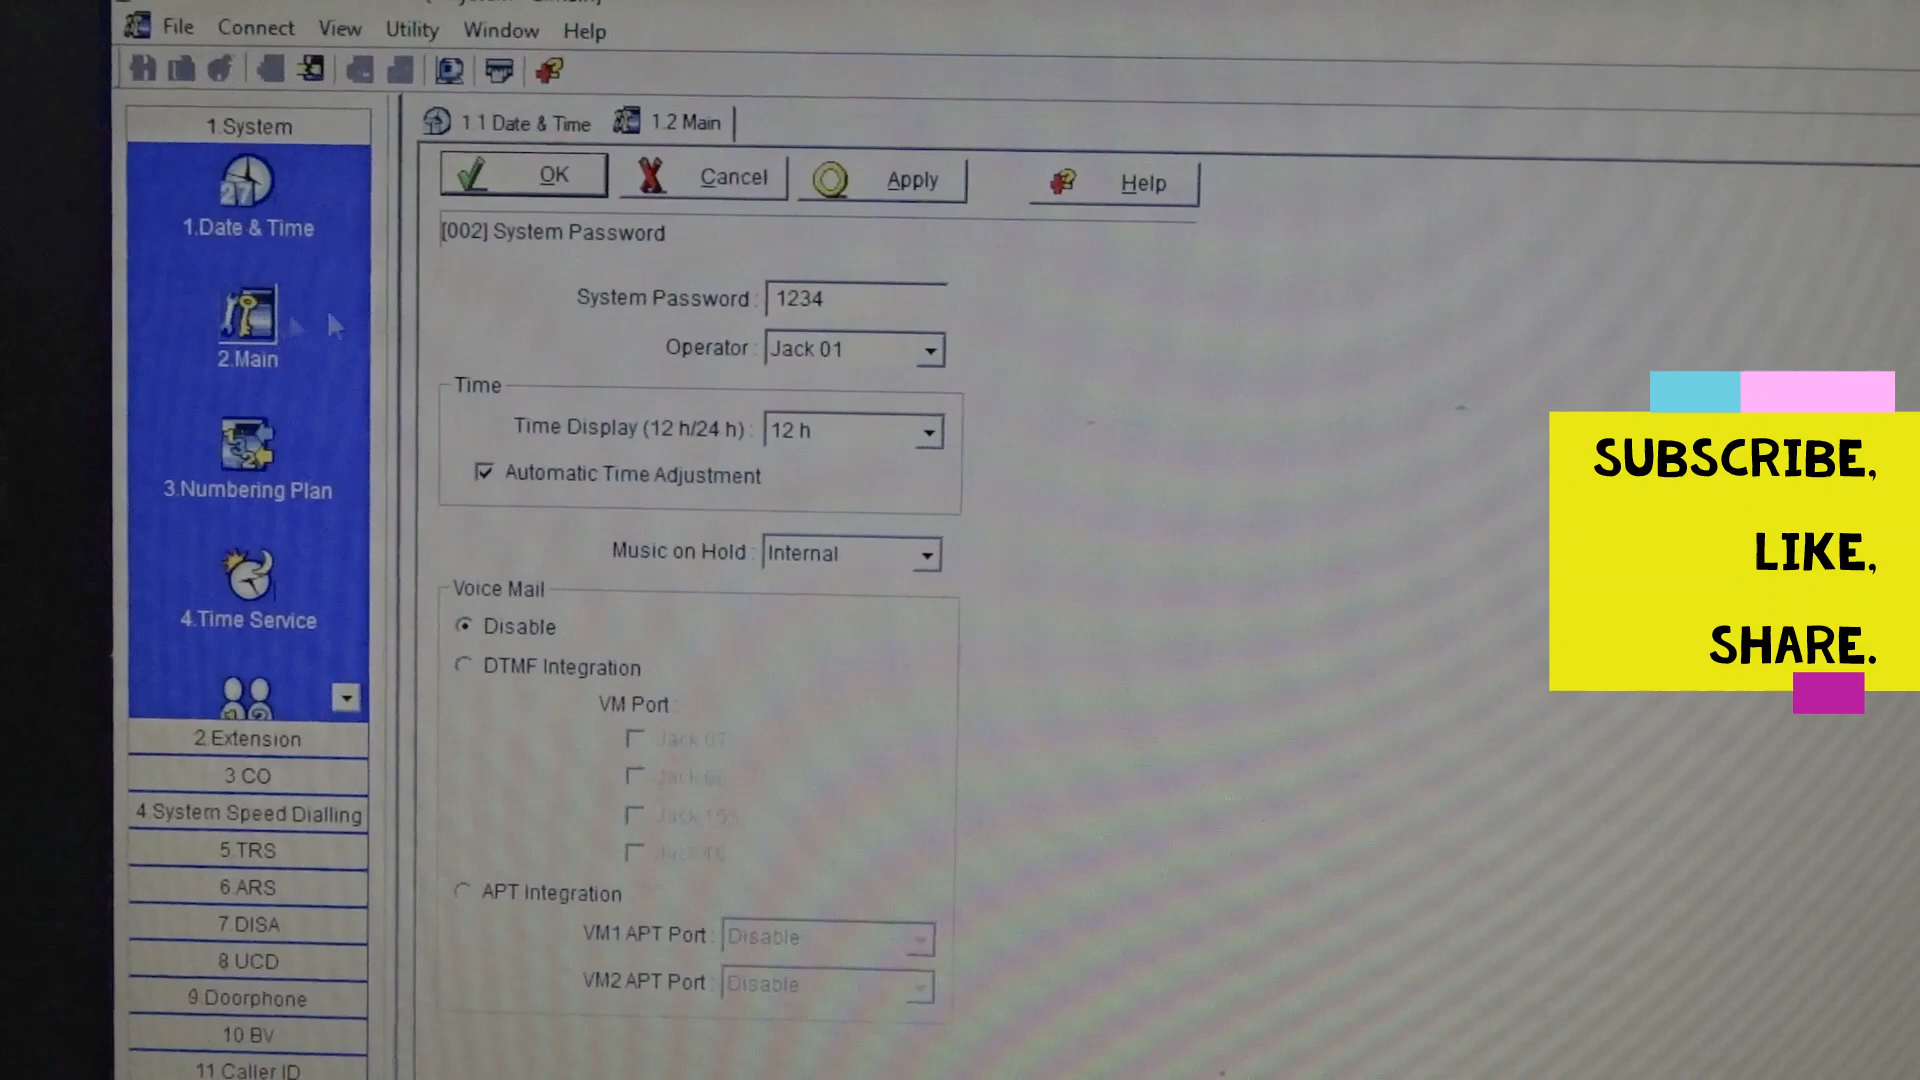 File Connect View Utility Window Help
1.System
1.1 Date & Time 1.2 Main
OK Cancel Apply Help
27
1.Date & Time
[002] System Password
System Password : 1234
2.Main
Operator : Jack 01
Time
Time Display (12 h/24 h) : 12 h
Automatic Time Adjustment
3.Numbering Plan
Music on Hold : Internal
Voice Mail
4.Time Service
Disable
DTMF Integration
VM Port :
2.Extension
Jack 07
3.CO
4.System Speed Dialling
5.TRS
6.ARS
APT Integration
7.DISA
VM1 APT Port : Disable
8.UCD
VM2 APT Port : Disable
9.Doorphone
10.BV
11.Caller ID
SUBSCRIBE,
LIKE,
SHARE.